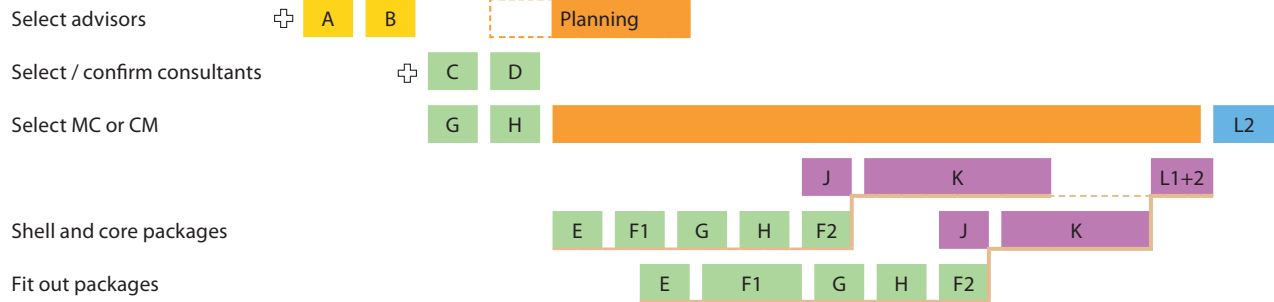 Select advisors A B Planning
Select / confirm consultants C D
Select MC or CM G H L2
J K L1+2
Shell and core packages E F1 G H F2 J K
Fit out packages E F1 G H F2